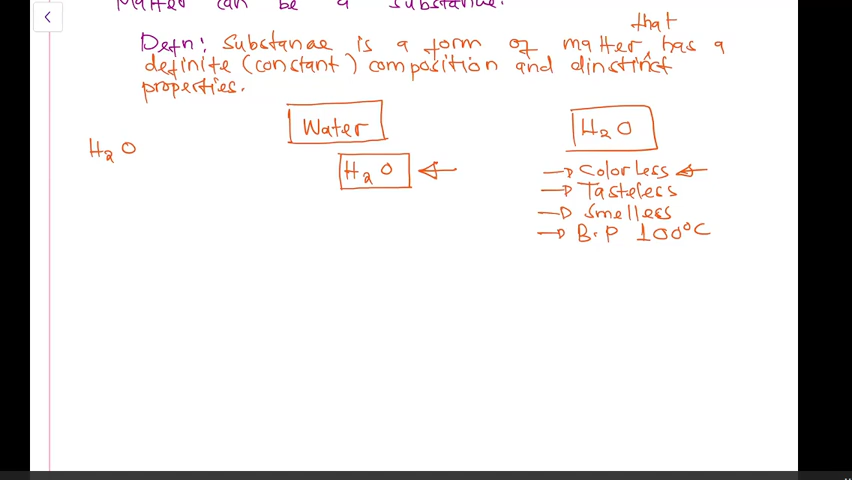 Matter can be a substance.
that
Defn: Substance is a form of matter, has a
definite (constant) composition and dinstinct
properties.
Water
H2O
H2O
H2O
→ Colorless ←
→ Tasteless
→ Smelless
→ B.P 100°C